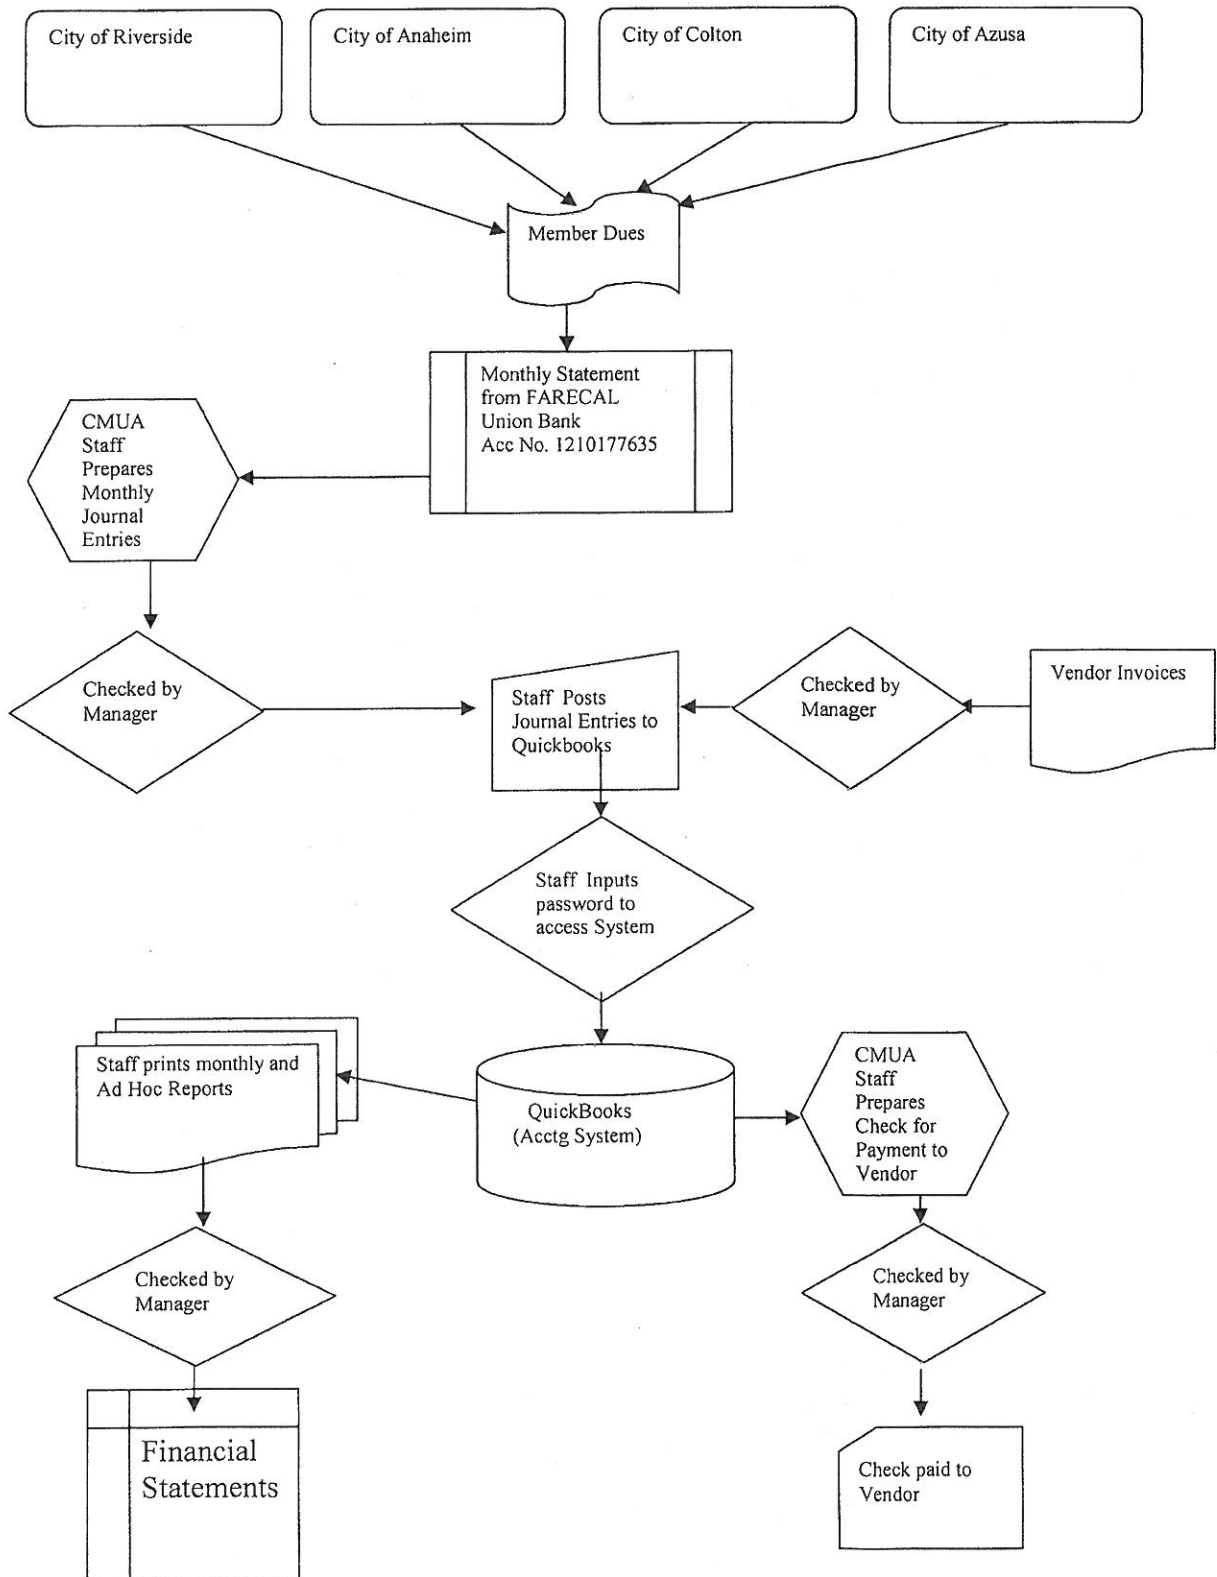 City of Riverside
City of Anaheim
City of Colton
City of Azusa
Member Dues
Monthly Statement
from FARECAL
Union Bank
Acc No. 1210177635
CMUA
Staff
Prepares
Monthly
Journal
Entries
Checked by
Manager
Staff Posts
Journal Entries to
Quickbooks
Checked by
Manager
Vendor Invoices
Staff Inputs
password to
access System
Staff prints monthly and
Ad Hoc Reports
QuickBooks
(Acctg System)
CMUA
Staff
Prepares
Check for
Payment to
Vendor
Checked by
Manager
Checked by
Manager
Financial
Statements
Check paid to
Vendor